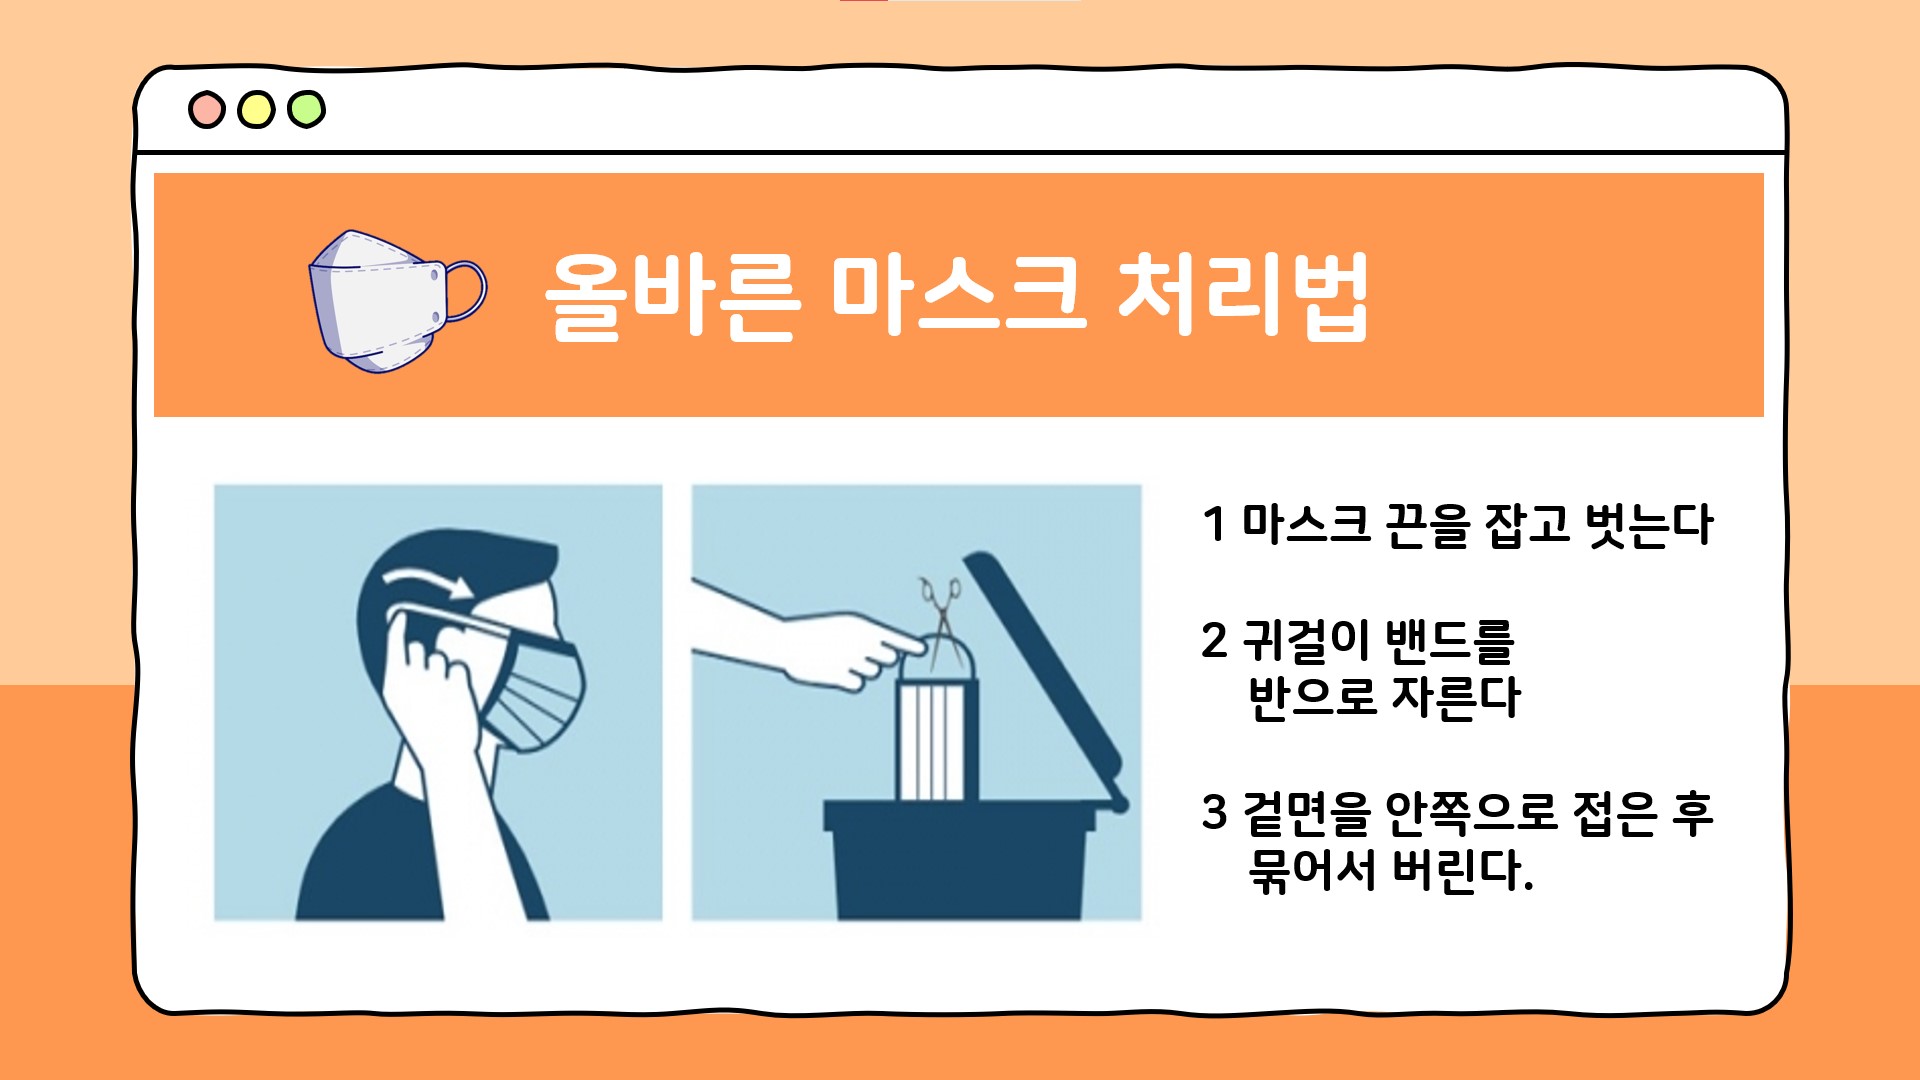 올바른 마스크 처리법
1 마스크 끈을 잡고 벗는다
2 귀걸이 밴드를
반으로 자른다
3 겉면을 안쪽으로 접은 후
묶어서 버린다.